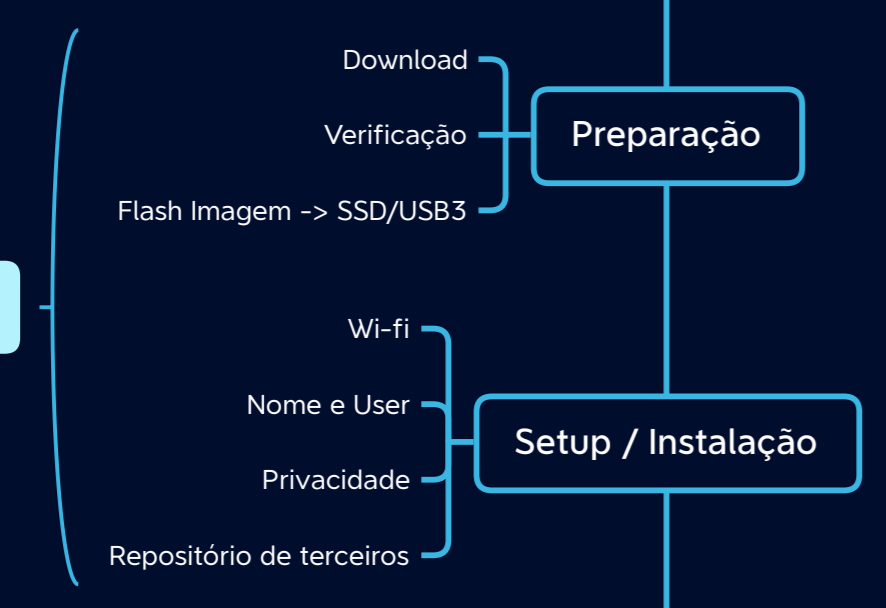 Download
Verificação
Flash Imagem -> SSD/USB3
Preparação
Wi-fi
Nome e User
Privacidade
Repositório de terceiros
Setup / Instalação